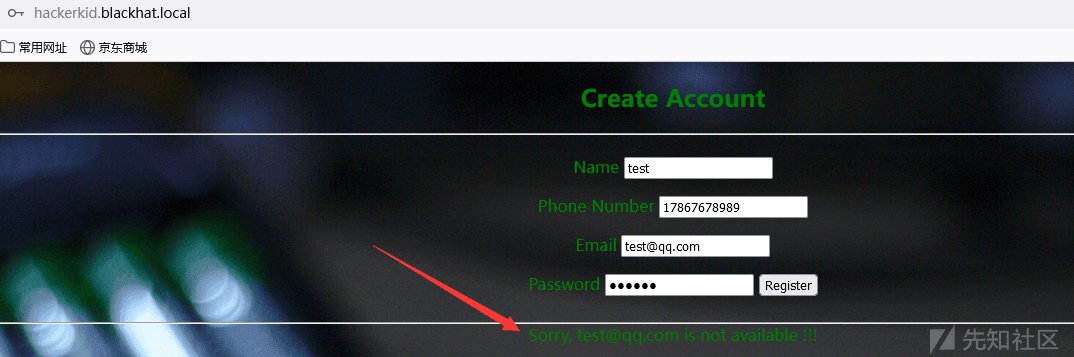 hackerkid.blackhat.local
常用网址 京东商城
Create Account
Name test
Phone Number 17867678989
Email test@qq.com
Password ●●●●●● Register
Sorry, test@qq.com is not available !!!
先知社区